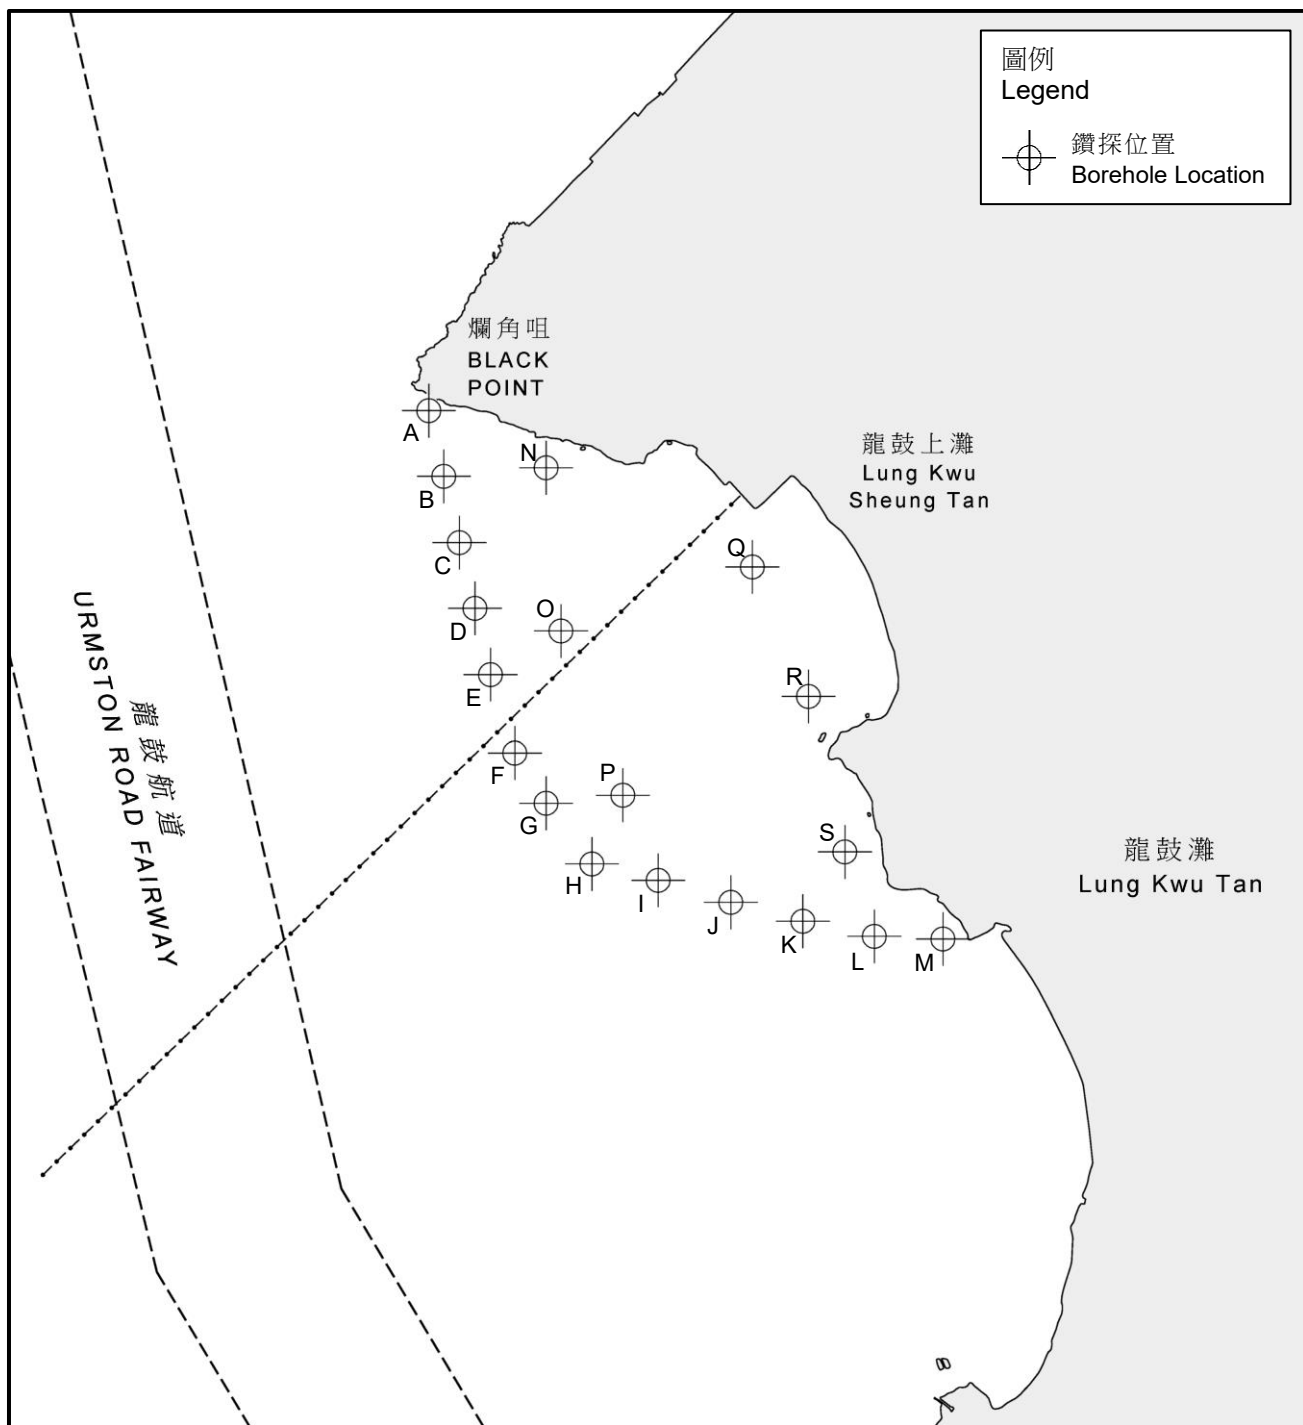 圖例
Legend
鑽探位置
Borehole Location
爛角咀
BLACK
POINT
龍鼓上灘
Lung Kwu
Sheung Tan
A
N
B
C
Q
D
O
E
R
F
P
G
S
H
I
J
K
L
M
龍鼓灘
Lung Kwu Tan
龍鼓航道
URMSTON ROAD FAIRWAY